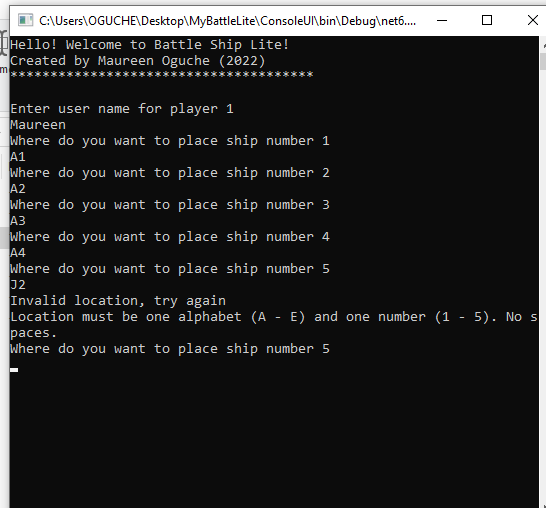 C:\Users\OGUCHE\Desktop\MyBattleLite\ConsoleUI\bin\Debug\net6....
Hello! Welcome to Battle Ship Lite!
Created by Maureen Oguche (2022)
**************************************
Enter user name for player 1
Maureen
Where do you want to place ship number 1
A1
Where do you want to place ship number 2
A2
Where do you want to place ship number 3
A3
Where do you want to place ship number 4
A4
Where do you want to place ship number 5
J2
Invalid location, try again
Location must be one alphabet (A - E) and one number (1 - 5). No s
paces.
Where do you want to place ship number 5